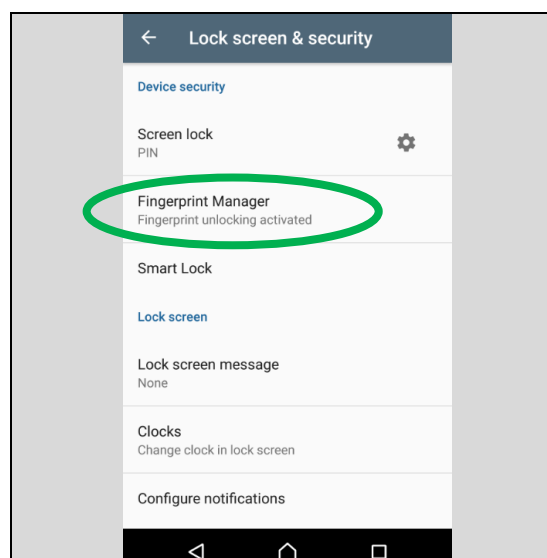 Lock screen & security
Device security
Screen lock
PIN
Fingerprint Manager
Fingerprint unlocking activated
Smart Lock
Lock screen
Lock screen message
None
Clocks
Change clock in lock screen
Configure notifications